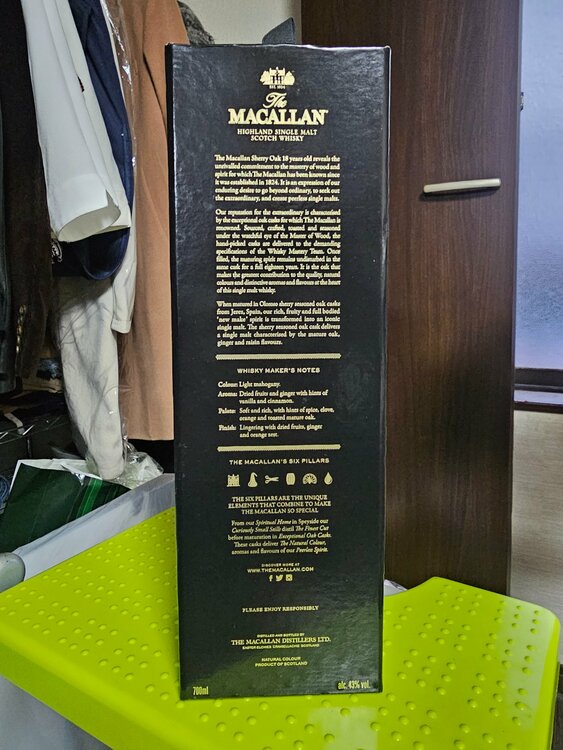 EST. 1824
The
MACALLAN
HIGHLAND SINGLE MALT
SCOTCH WHISKY
The Macallan Sherry Oak 18 years old reveals the
unrivalled commitment to the mastery of wood and
spirit for which The Macallan has been known since
it was established in 1824. It is an expression of our
enduring desire to go beyond ordinary, to seek out
the extraordinary, and create peerless single malts.
Our reputation for the extraordinary is characterised
by the exceptional oak casks for which The Macallan is
renowned. Sourced, crafted, toasted and seasoned
under the watchful eye of the Master of Wood, the
hand-picked casks are delivered to the demanding
specifications of the Whisky Mastery Team. Once
filled, the maturing spirit remains undisturbed in the
same cask for a full eighteen years. It is the oak that
makes the greatest contribution to the quality, natural
colours and distinctive aromas and flavours at the heart
of this single malt whisky.
When matured in Oloroso sherry seasoned oak casks
from Jerez, Spain, our rich, fruity and full bodied
'new make' spirit is transformed into an iconic
single malt. The sherry seasoned oak cask delivers
a single malt characterised by the mature oak,
ginger and raisin flavours.
WHISKY MAKER'S NOTES
Colour: Light mahogany.
Aroma: Dried fruits and ginger with hints of
vanilla and cinnamon.
Palate: Soft and rich, with hints of spice, clove,
orange and toasted mature oak.
Finish: Lingering with dried fruits, ginger
and orange zest.
THE MACALLAN'S SIX PILLARS
THE SIX PILLARS ARE THE UNIQUE
ELEMENTS THAT COMBINE TO MAKE
THE MACALLAN SO SPECIAL
From our Spiritual Home in Speyside our
Curiously Small Stills distil The Finest Cut
before maturation in Exceptional Oak Casks.
These casks deliver The Natural Colour,
aromas and flavours of our Peerless Spirit.
DISCOVER MORE AT
WWW.THEMACALLAN.COM
PLEASE ENJOY RESPONSIBLY
DISTILLED AND BOTTLED BY
THE MACALLAN DISTILLERS LTD.
EASTER ELCHIES CRAIGELLACHIE SCOTLAND
NATURAL COLOUR
PRODUCT OF SCOTLAND
700ml
alc. 43% vol.